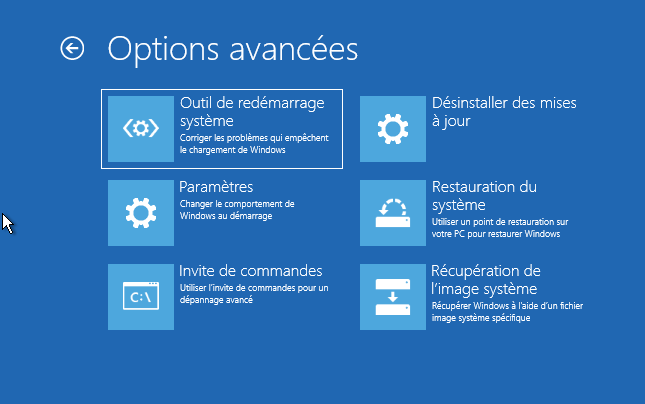 Options avancées
Outil de redémarrage
système
Corriger les problèmes qui empêchent
le chargement de Windows
Désinstaller des mises
à jour
Paramètres
Changer le comportement de
Windows au démarrage
Restauration du
système
Utiliser un point de restauration sur
votre PC pour restaurer Windows
C:\
Invite de commandes
Utiliser l'invite de commandes pour un
dépannage avancé
Récupération de
l'image système
Récupérer Windows à l'aide d'un fichier
image système spécifique